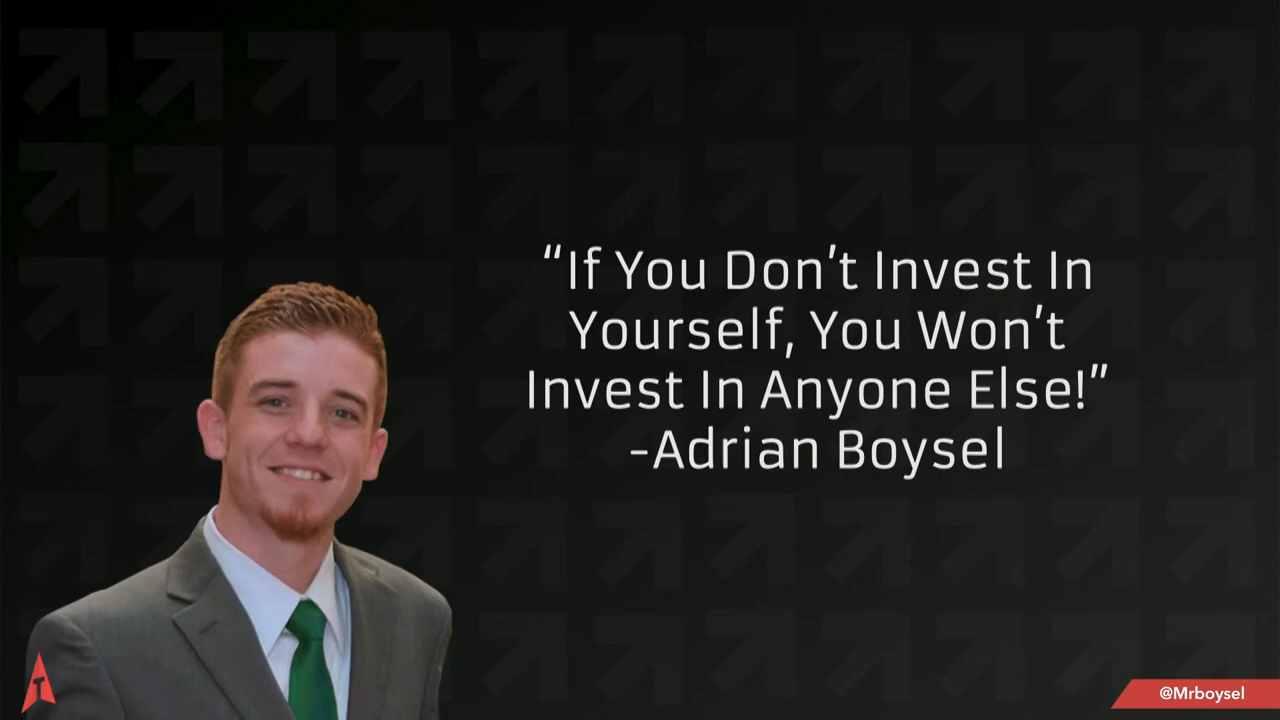 “If You Don’t Invest In
Yourself, You Won’t
Invest In Anyone Else!”
-Adrian Boysel
T
@Mrboysel